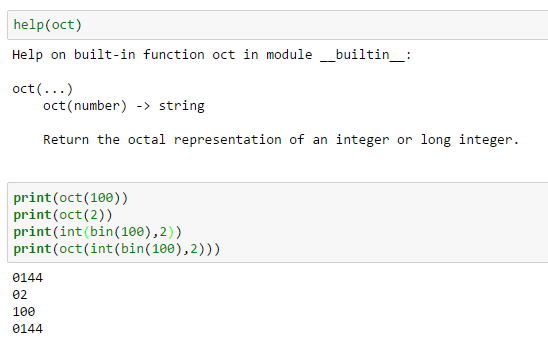 help(oct)
Help on built-in function oct in module __builtin__:
oct(...)
    oct(number) -> string
    Return the octal representation of an integer or long integer.
print(oct(100))
print(oct(2))
print(int(bin(100),2))
print(oct(int(bin(100),2)))
0144
02
100
0144